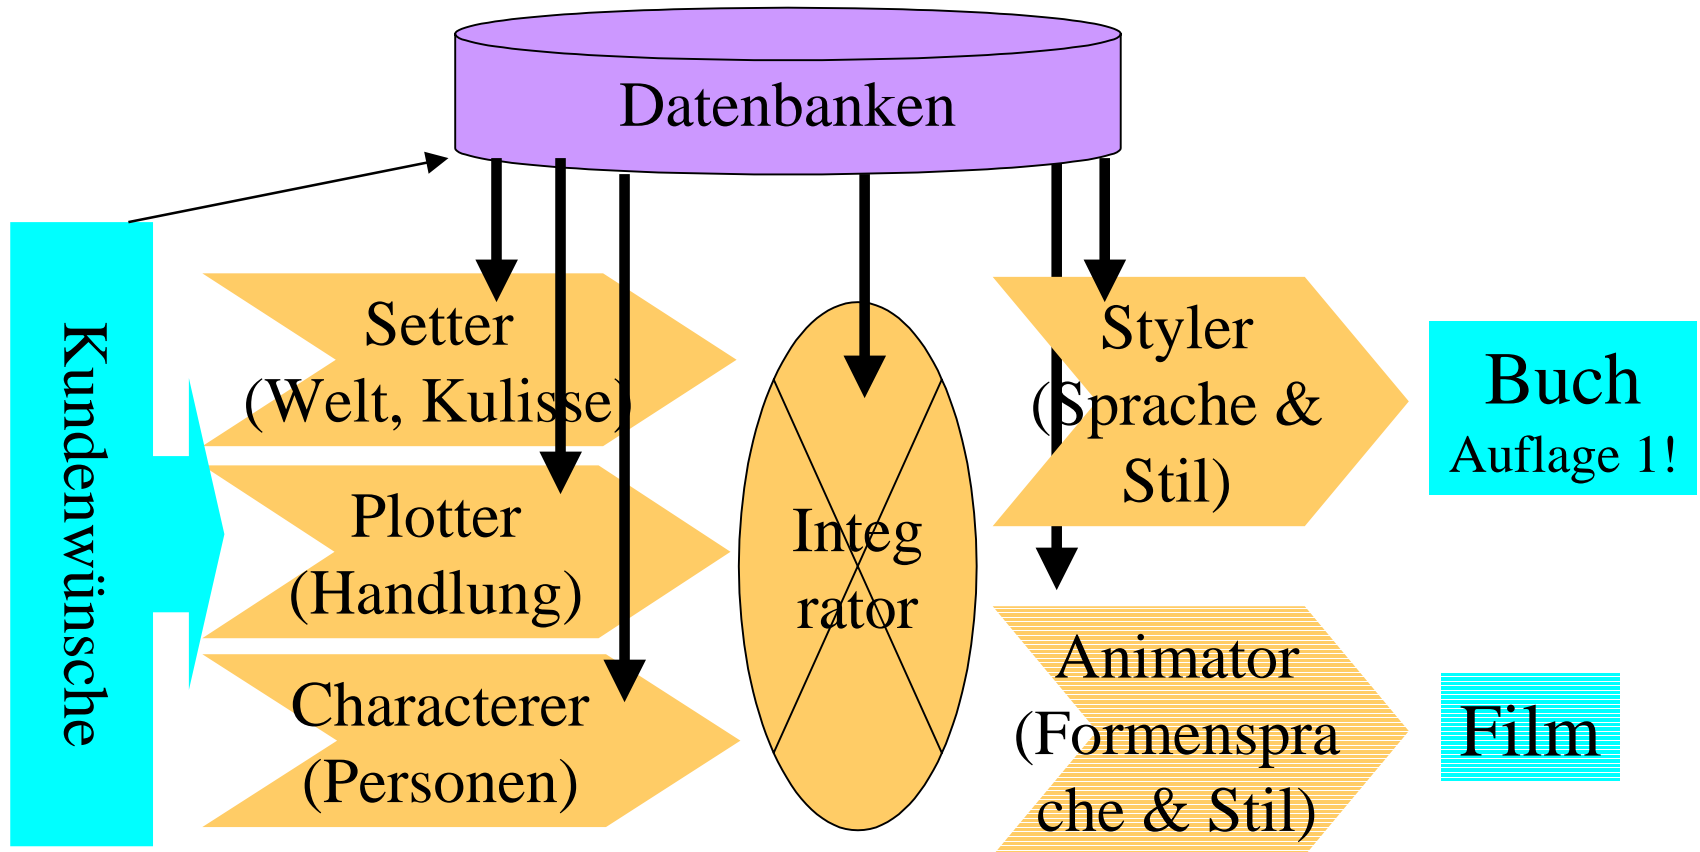 Datenbanken
Kundenwünsche
Setter
(Welt, Kulisse)
Plotter
(Handlung)
Characterer
(Personen)
Integ
rator
Styler
(Sprache &
Stil)
Animator
(Formenspra
che & Stil)
Buch
Auflage 1!
Film